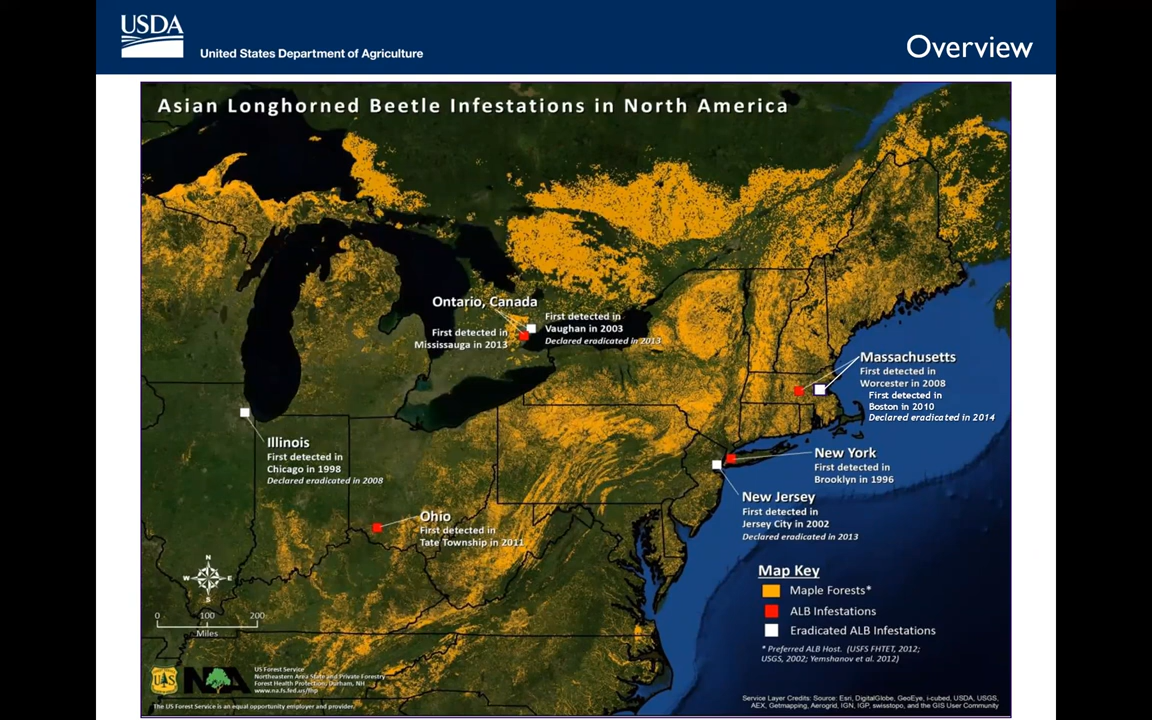 USDA
United States Department of Agriculture
Overview
Asian Longhorned Beetle Infestations in North America
Ontario, Canada
First detected in
Vaughan in 2003
Declared eradicated in 2013
First detected in
Mississauga in 2013
Massachusetts
First detected in
Worcester in 2008
First detected in
Boston in 2010
Declared eradicated in 2014
Illinois
First detected in
Chicago in 1998
Declared eradicated in 2008
New York
First detected in
Brooklyn in 1996
New Jersey
First detected in
Jersey City in 2002
Declared eradicated in 2013
Ohio
First detected in
Tate Township in 2011
Map Key
Maple Forests*
ALB Infestations
Eradicated ALB Infestations
* Preferred ALB Host. (USFS FHTET, 2012;
USGS, 2002; Yemshanov et al. 2012)
N
W E
S
0 100 200
Miles
UAS
NA
US Forest Service
Northeastern Area State and Private Forestry
Forest Health Protection, Durham, NH
www.na.fs.fed.us/fhp
The US Forest Service is an equal opportunity employer and provider.
Service Layer Credits: Source: Esri, DigitalGlobe, GeoEye, i-cubed, USDA, USGS,
AEX, Getmapping, Aerogrid, IGN, IGP, swisstopo, and the GIS User Community